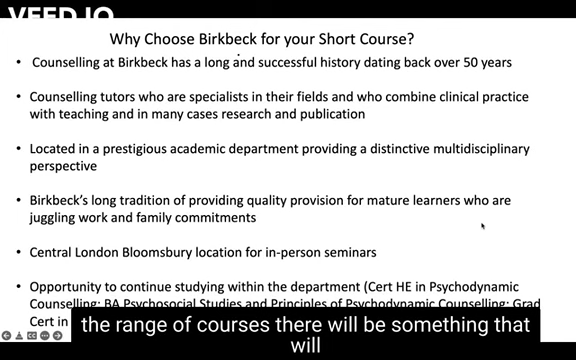 VEED.IO
Why Choose Birkbeck for your Short Course?
• Counselling at Birkbeck has a long and successful history dating back over 50 years
• Counselling tutors who are specialists in their fields and who combine clinical practice
with teaching and in many cases research and publication
• Located in a prestigious academic department providing a distinctive multidisciplinary
perspective
• Birkbeck's long tradition of providing quality provision for mature learners who are
juggling work and family commitments
• Central London Bloomsbury location for in-person seminars
• Opportunity to continue studying within the department (Cert HE in Psychodynamic
Counselling; BA Psychosocial Studies and Principles of Psychodynamic Counselling; Grad
Cert in
the range of courses there will be something that
will